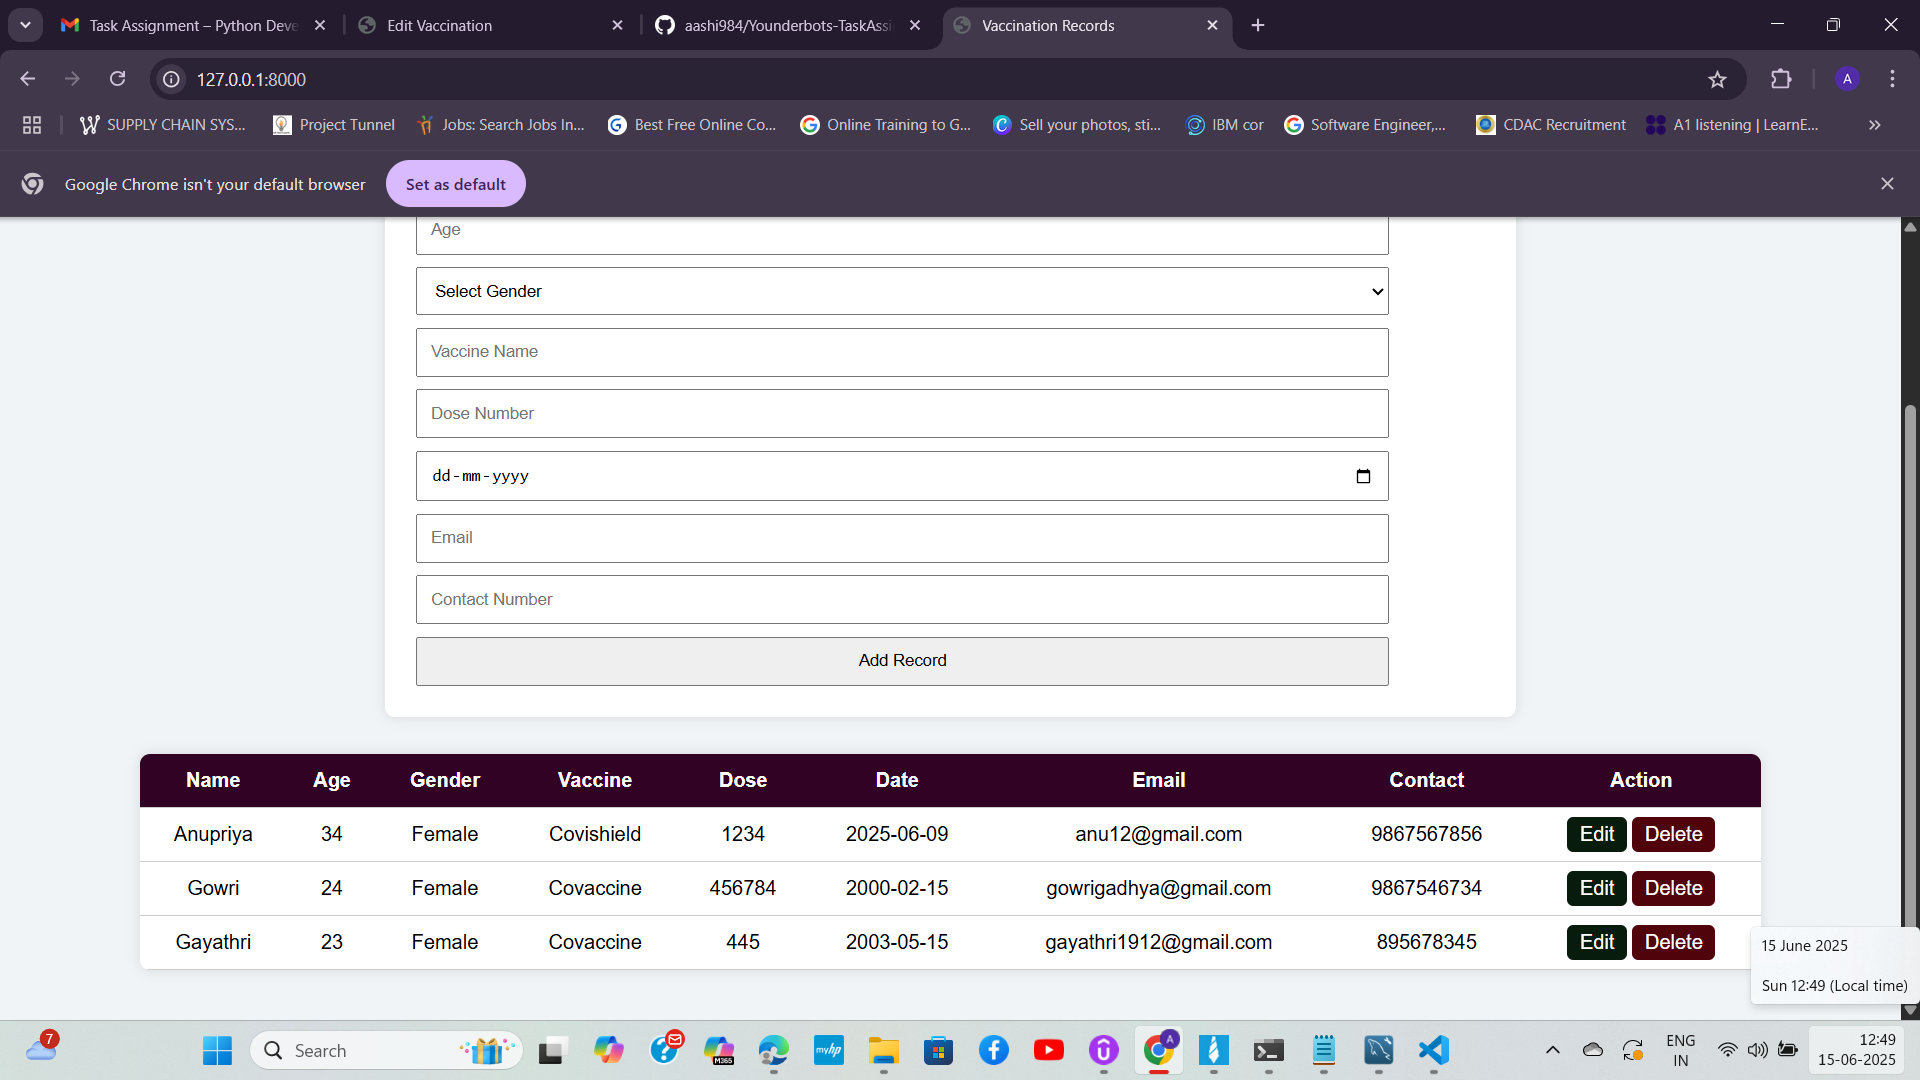 Task Assignment – Python Deve
Edit Vaccination
aashi984/Younderbots-TaskAssi
Vaccination Records
127.0.0.1:8000
A
SUPPLY CHAIN SYS...
Project Tunnel
Jobs: Search Jobs In...
Best Free Online Co...
Online Training to G...
Sell your photos, sti...
IBM cor
Software Engineer,...
CDAC Recruitment
A1 listening | LearnE...
Google Chrome isn't your default browser
Set as default
Age
Select Gender
Vaccine Name
Dose Number
dd-mm-yyyy
Email
Contact Number
Add Record
Name Age Gender Vaccine Dose Date Email Contact Action
Anupriya 34 Female Covishield 1234 2025-06-09 anu12@gmail.com 9867567856 Edit Delete
Gowri 24 Female Covaccine 456784 2000-02-15 gowrigadhya@gmail.com 9867546734 Edit Delete
Gayathri 23 Female Covaccine 445 2003-05-15 gayathri1912@gmail.com 895678345 Edit Delete
15 June 2025
Sun 12:49 (Local time)
7
Search
M365
myhp
A
ENG
IN
12:49
15-06-2025